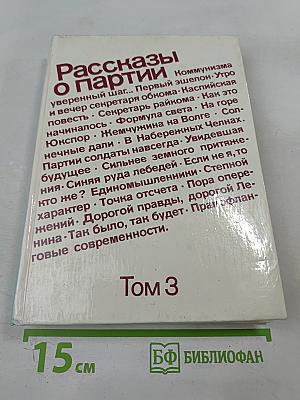 Рассказы
о партии Коммунизма
уверенный шаг... Первый эшелон · Утро
и вечер секретаря обкома · Каспийская
повесть · Секретарь райкома · Как это
начиналось · Формула света · На горе
Юкспор · Жемчужина на Волге · Сол-
нечные дали · В Набережных Челнах ·
Партии солдаты навсегда · Увидевшая
будущее · Сильнее земного притяже-
ния · Синяя руда лебедей · Если не я, то
кто же? Единомышленники · Степной
характер · Точка отсчета · Пора опере-
жений · Дорогой правды, дорогой Ле-
нина · Так было, так будет · Правофлан-
говые современности.
Том 3
15 см
БФ БИБЛИОФАН